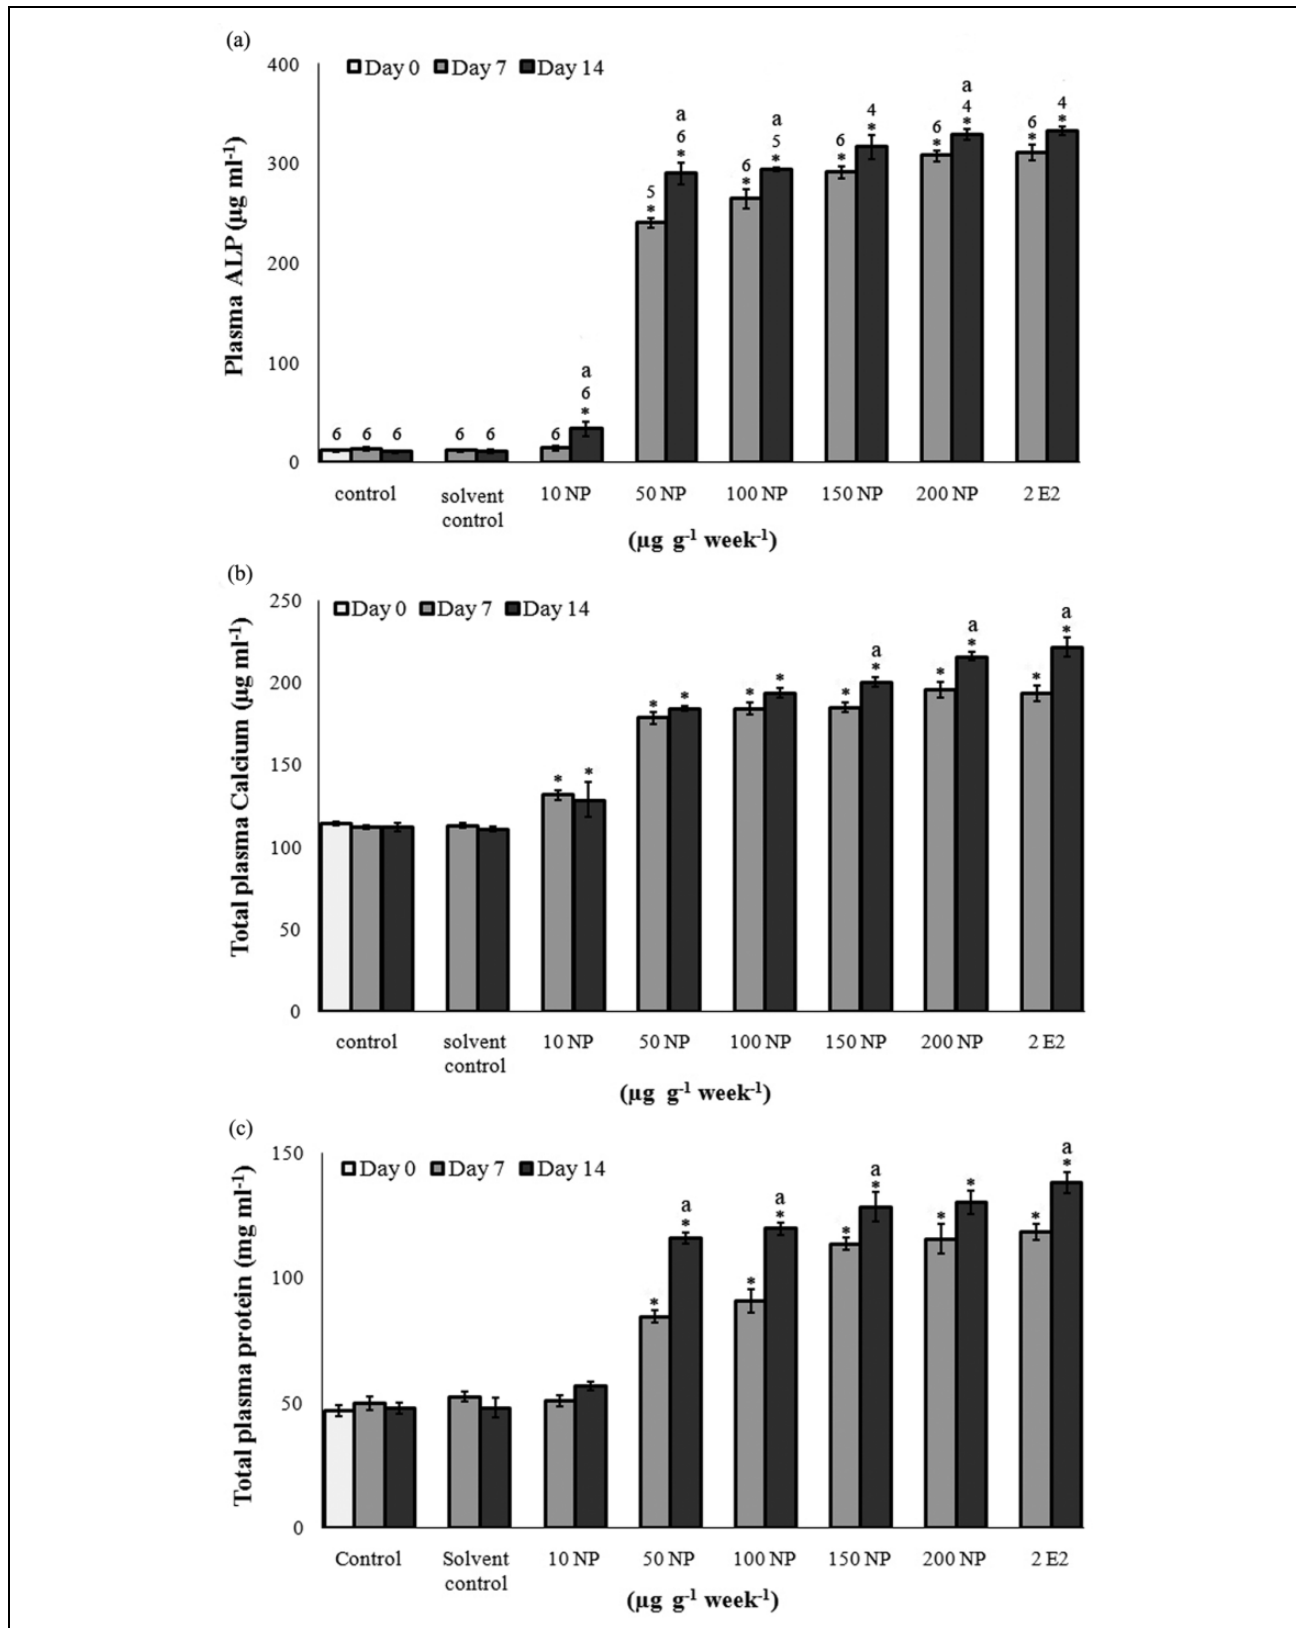 (a)
400
Day 0 Day 7 Day 14
300
200
100
0
Plasma ALP (µg ml-1)
6 6 6 6 6 6
a
6
*
5
*
a
6
*
6
*
a
5
*
6
*
4
*
6
*
a
4
*
6
*
4
*
control
solvent
control
10 NP 50 NP 100 NP 150 NP 200 NP 2 E2
(µg g-1 week-1)
(b)
250
Day 0 Day 7 Day 14
200
150
100
50
0
Total plasma Calcium (µg ml-1)
* * * * * * *
a
*
*
a
*
*
a
*
control
solvent
control
10 NP 50 NP 100 NP 150 NP 200 NP 2 E2
(µg g-1 week-1)
(c)
150
Day 0 Day 7 Day 14
100
50
0
Total plasma protein (mg ml-1)
*
a
*
*
a
*
*
a
*
* *
*
a
*
Control
Solvent
control
10 NP 50 NP 100 NP 150 NP 200 NP 2 E2
(µg g-1 week-1)